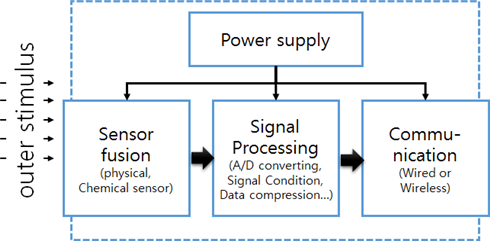 Power supply
outer stimulus
Sensor
fusion
(physical,
Chemical sensor)
Signal
Processing
(A/D converting,
Signal Condition,
Data compression...)
Commu-
nication
(Wired or
Wireless)